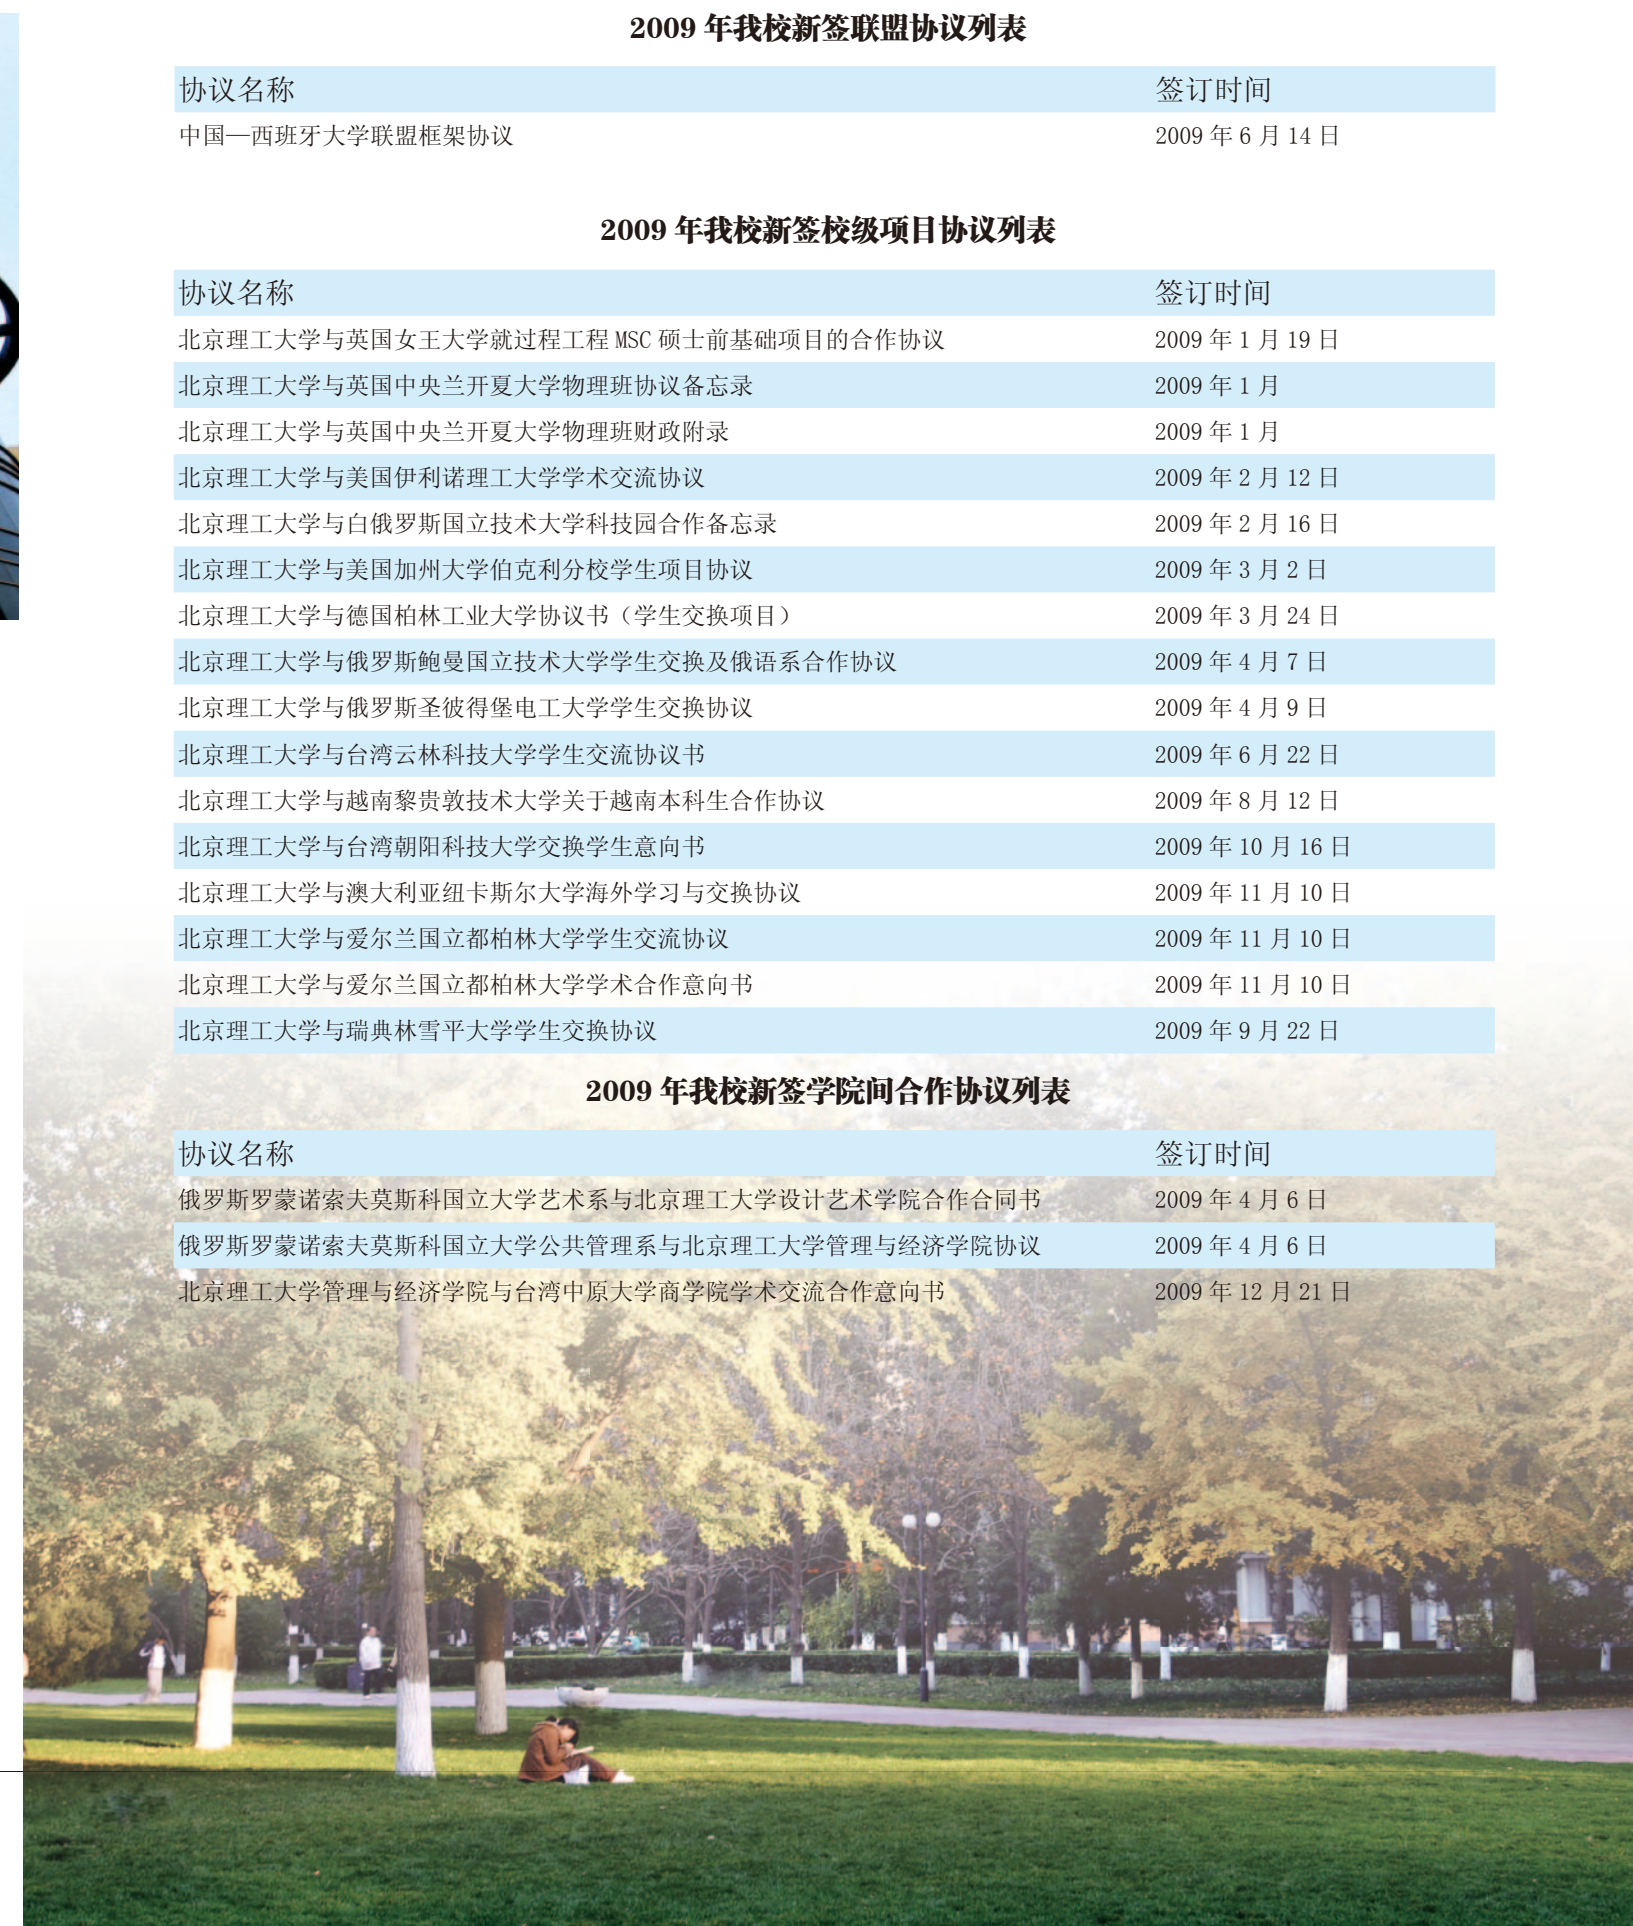 2009 年我校新签联盟协议列表
协议名称 签订时间
中国—西班牙大学联盟框架协议 2009 年 6 月 14 日
2009 年我校新签校级项目协议列表
协议名称 签订时间
北京理工大学与英国女王大学就过程工程 MSC 硕士前基础项目的合作协议 2009 年 1 月 19 日
北京理工大学与英国中央兰开夏大学物理班协议备忘录 2009 年 1 月
北京理工大学与英国中央兰开夏大学物理班财政附录 2009 年 1 月
北京理工大学与美国伊利诺理工大学学术交流协议 2009 年 2 月 12 日
北京理工大学与白俄罗斯国立技术大学科技园合作备忘录 2009 年 2 月 16 日
北京理工大学与美国加州大学伯克利分校学生项目协议 2009 年 3 月 2 日
北京理工大学与德国柏林工业大学协议书（学生交换项目） 2009 年 3 月 24 日
北京理工大学与俄罗斯鲍曼国立技术大学学生交换及俄语系合作协议 2009 年 4 月 7 日
北京理工大学与俄罗斯圣彼得堡电工大学学生交换协议 2009 年 4 月 9 日
北京理工大学与台湾云林科技大学学生交流协议书 2009 年 6 月 22 日
北京理工大学与越南黎贵敦技术大学关于越南本科生合作协议 2009 年 8 月 12 日
北京理工大学与台湾朝阳科技大学交换学生意向书 2009 年 10 月 16 日
北京理工大学与澳大利亚纽卡斯尔大学海外学习与交换协议 2009 年 11 月 10 日
北京理工大学与爱尔兰国立都柏林大学学生交流协议 2009 年 11 月 10 日
北京理工大学与爱尔兰国立都柏林大学学术合作意向书 2009 年 11 月 10 日
北京理工大学与瑞典林雪平大学学生交换协议 2009 年 9 月 22 日
2009 年我校新签学院间合作协议列表
协议名称 签订时间
俄罗斯罗蒙诺索夫莫斯科国立大学艺术系与北京理工大学设计艺术学院合作合同书 2009 年 4 月 6 日
俄罗斯罗蒙诺索夫莫斯科国立大学公共管理系与北京理工大学管理与经济学院协议 2009 年 4 月 6 日
北京理工大学管理与经济学院与台湾中原大学商学院学术交流合作意向书 2009 年 12 月 21 日